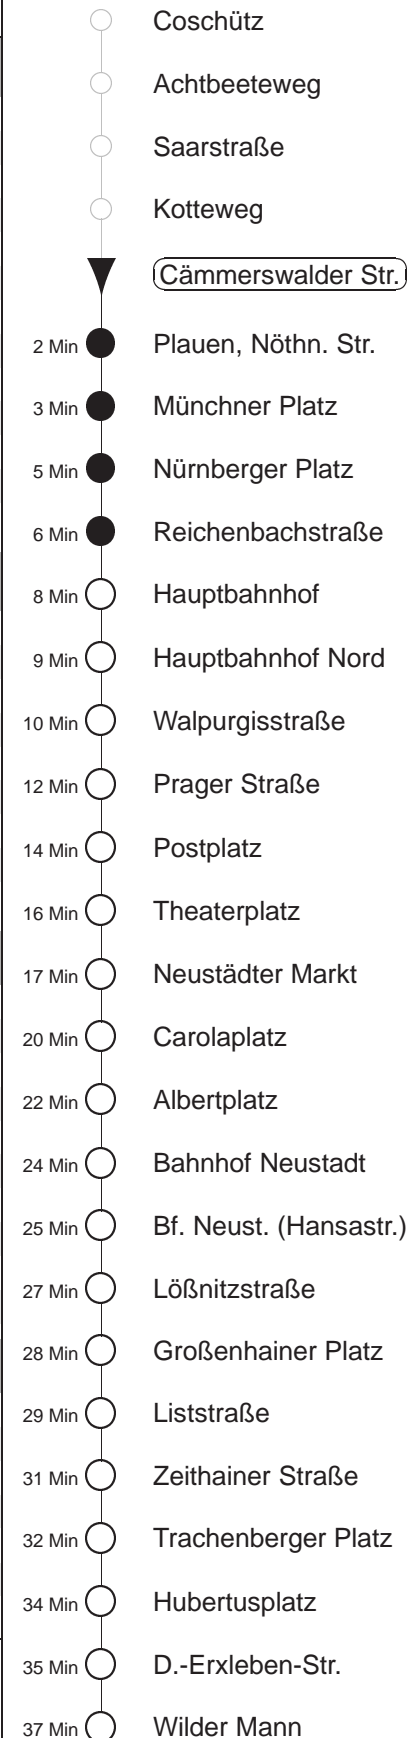 Coschütz
Achtbeeteweg
Saarstraße
Kotteweg
Cämmerswalder Str.
2 Min Plauen, Nöthn. Str.
3 Min Münchner Platz
5 Min Nürnberger Platz
6 Min Reichenbachstraße
8 Min Hauptbahnhof
9 Min Hauptbahnhof Nord
10 Min Walpurgisstraße
12 Min Prager Straße
14 Min Postplatz
16 Min Theaterplatz
17 Min Neustädter Markt
20 Min Carolaplatz
22 Min Albertplatz
24 Min Bahnhof Neustadt
25 Min Bf. Neust. (Hansastr.)
27 Min Lößnitzstraße
28 Min Großenhainer Platz
29 Min Liststraße
31 Min Zeithainer Straße
32 Min Trachenberger Platz
34 Min Hubertusplatz
35 Min D.-Erxleben-Str.
37 Min Wilder Mann